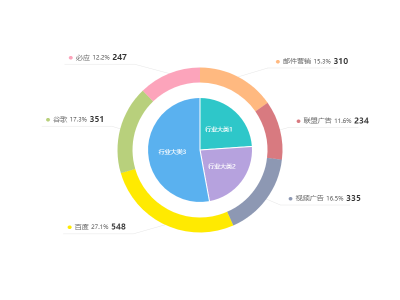 必应 12.2% 247
邮件营销 15.3% 310
谷歌 17.3% 351
联盟广告 11.6% 234
行业大类1
行业大类3
行业大类2
视频广告 16.5% 335
百度 27.1% 548